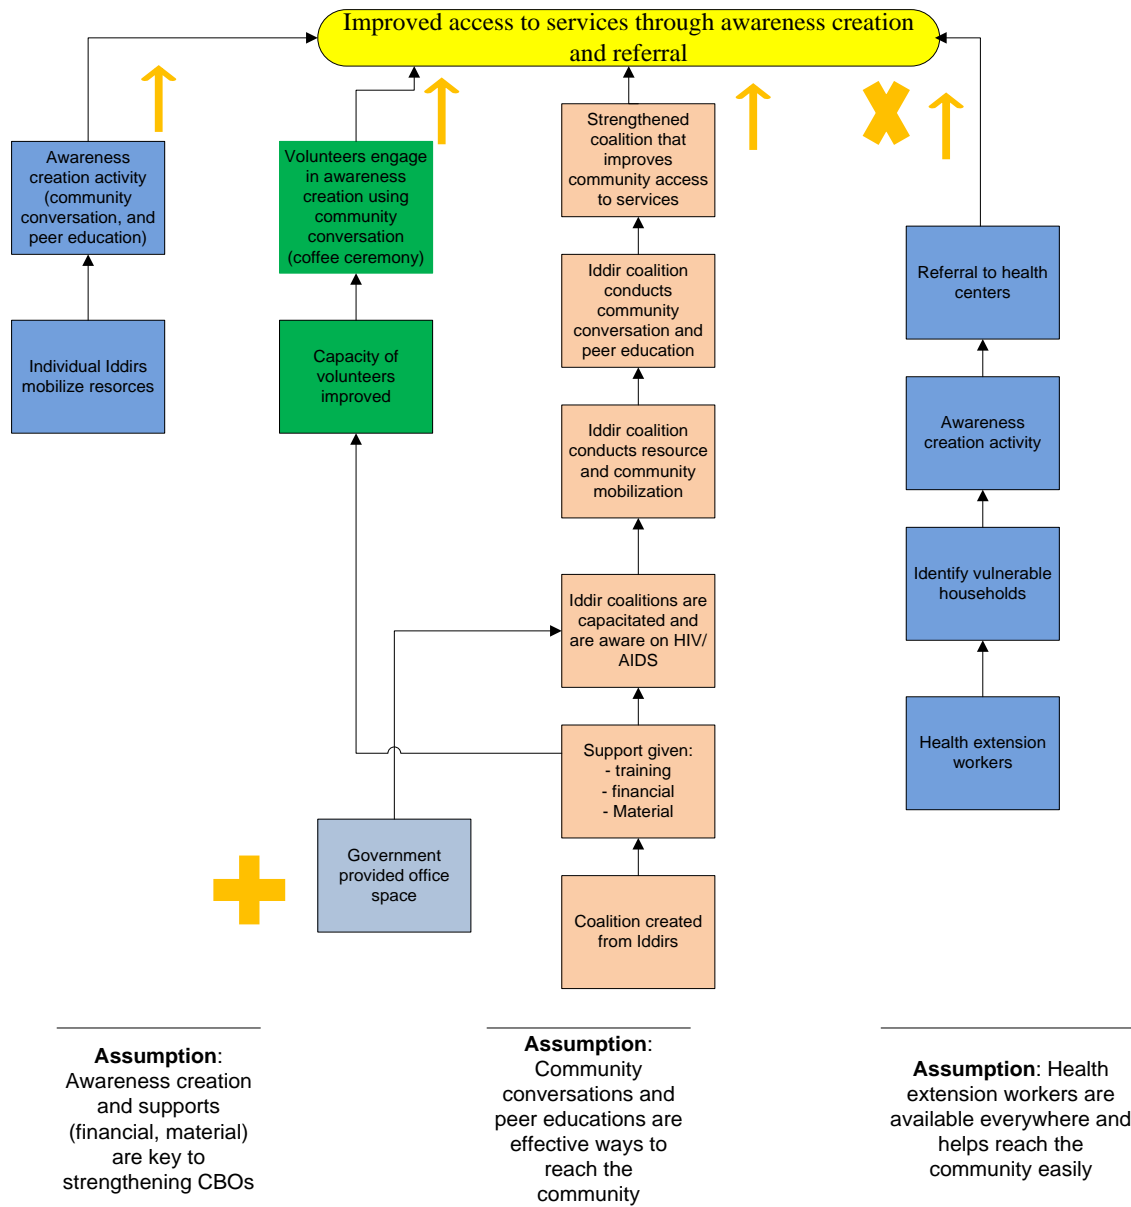 Improved access to services through awareness creation
and referral
Awareness
creation activity
(community
conversation, and
peer education)
Individual Iddirs
mobilize resorces
Volunteers engage
in awareness
creation using
community
conversation
(coffee ceremony)
Capacity of
volunteers
improved
Strengthened
coalition that
improves
community access
to services
Iddir coalition
conducts
community
conversation and
peer education
Iddir coalition
conducts resource
and community
mobilization
Iddir coalitions are
capacitated and
are aware on HIV/
AIDS
Support given:
- training
- financial
- Material
Coalition created
from Iddirs
Government
provided office
space
Referral to health
centers
Awareness
creation activity
Identify vulnerable
households
Health extension
workers
Assumption:
Awareness creation
and supports
(financial, material)
are key to
strengthening CBOs
Assumption:
Community
conversations and
peer educations are
effective ways to
reach the
community
Assumption: Health
extension workers are
available everywhere and
helps reach the
community easily